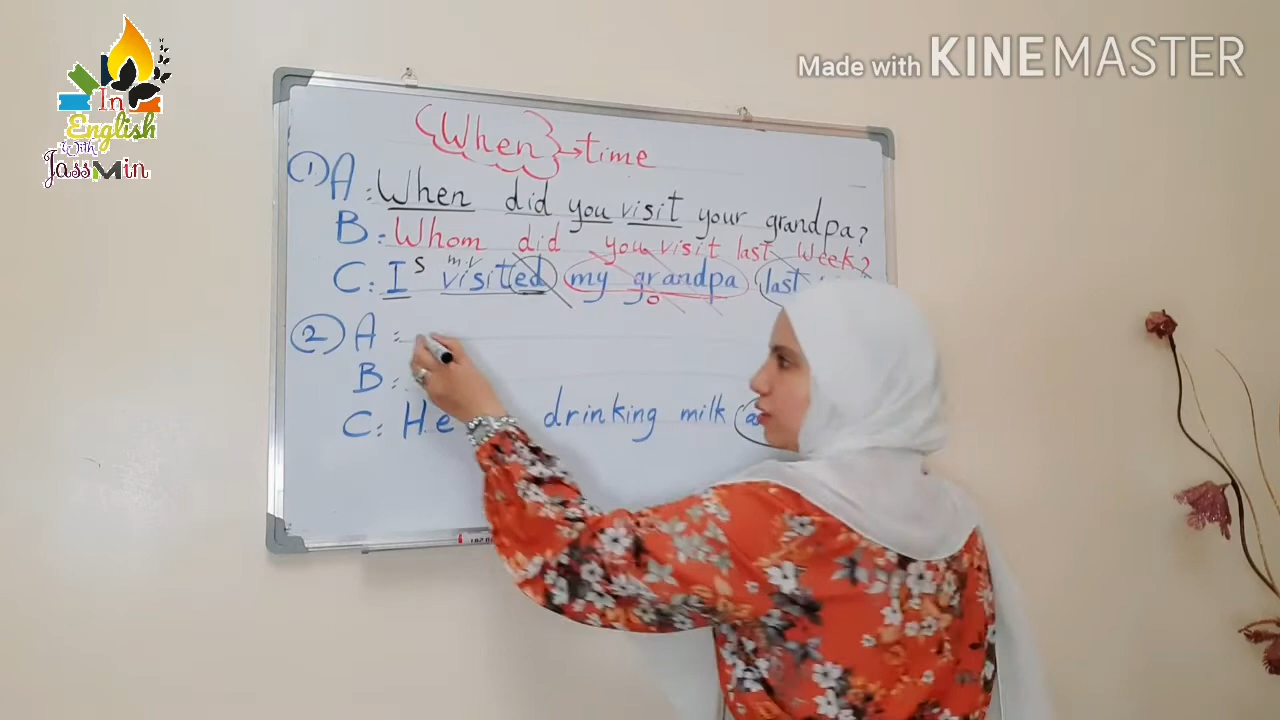 In
English
With
JassMin
Made with KINEMASTER
When → time
① A: When did you visit your grandpa?
B: Whom did you visit last week?
S m.v
C: I visited my grandpa last
o
② A:
B:
C: He drinking milk